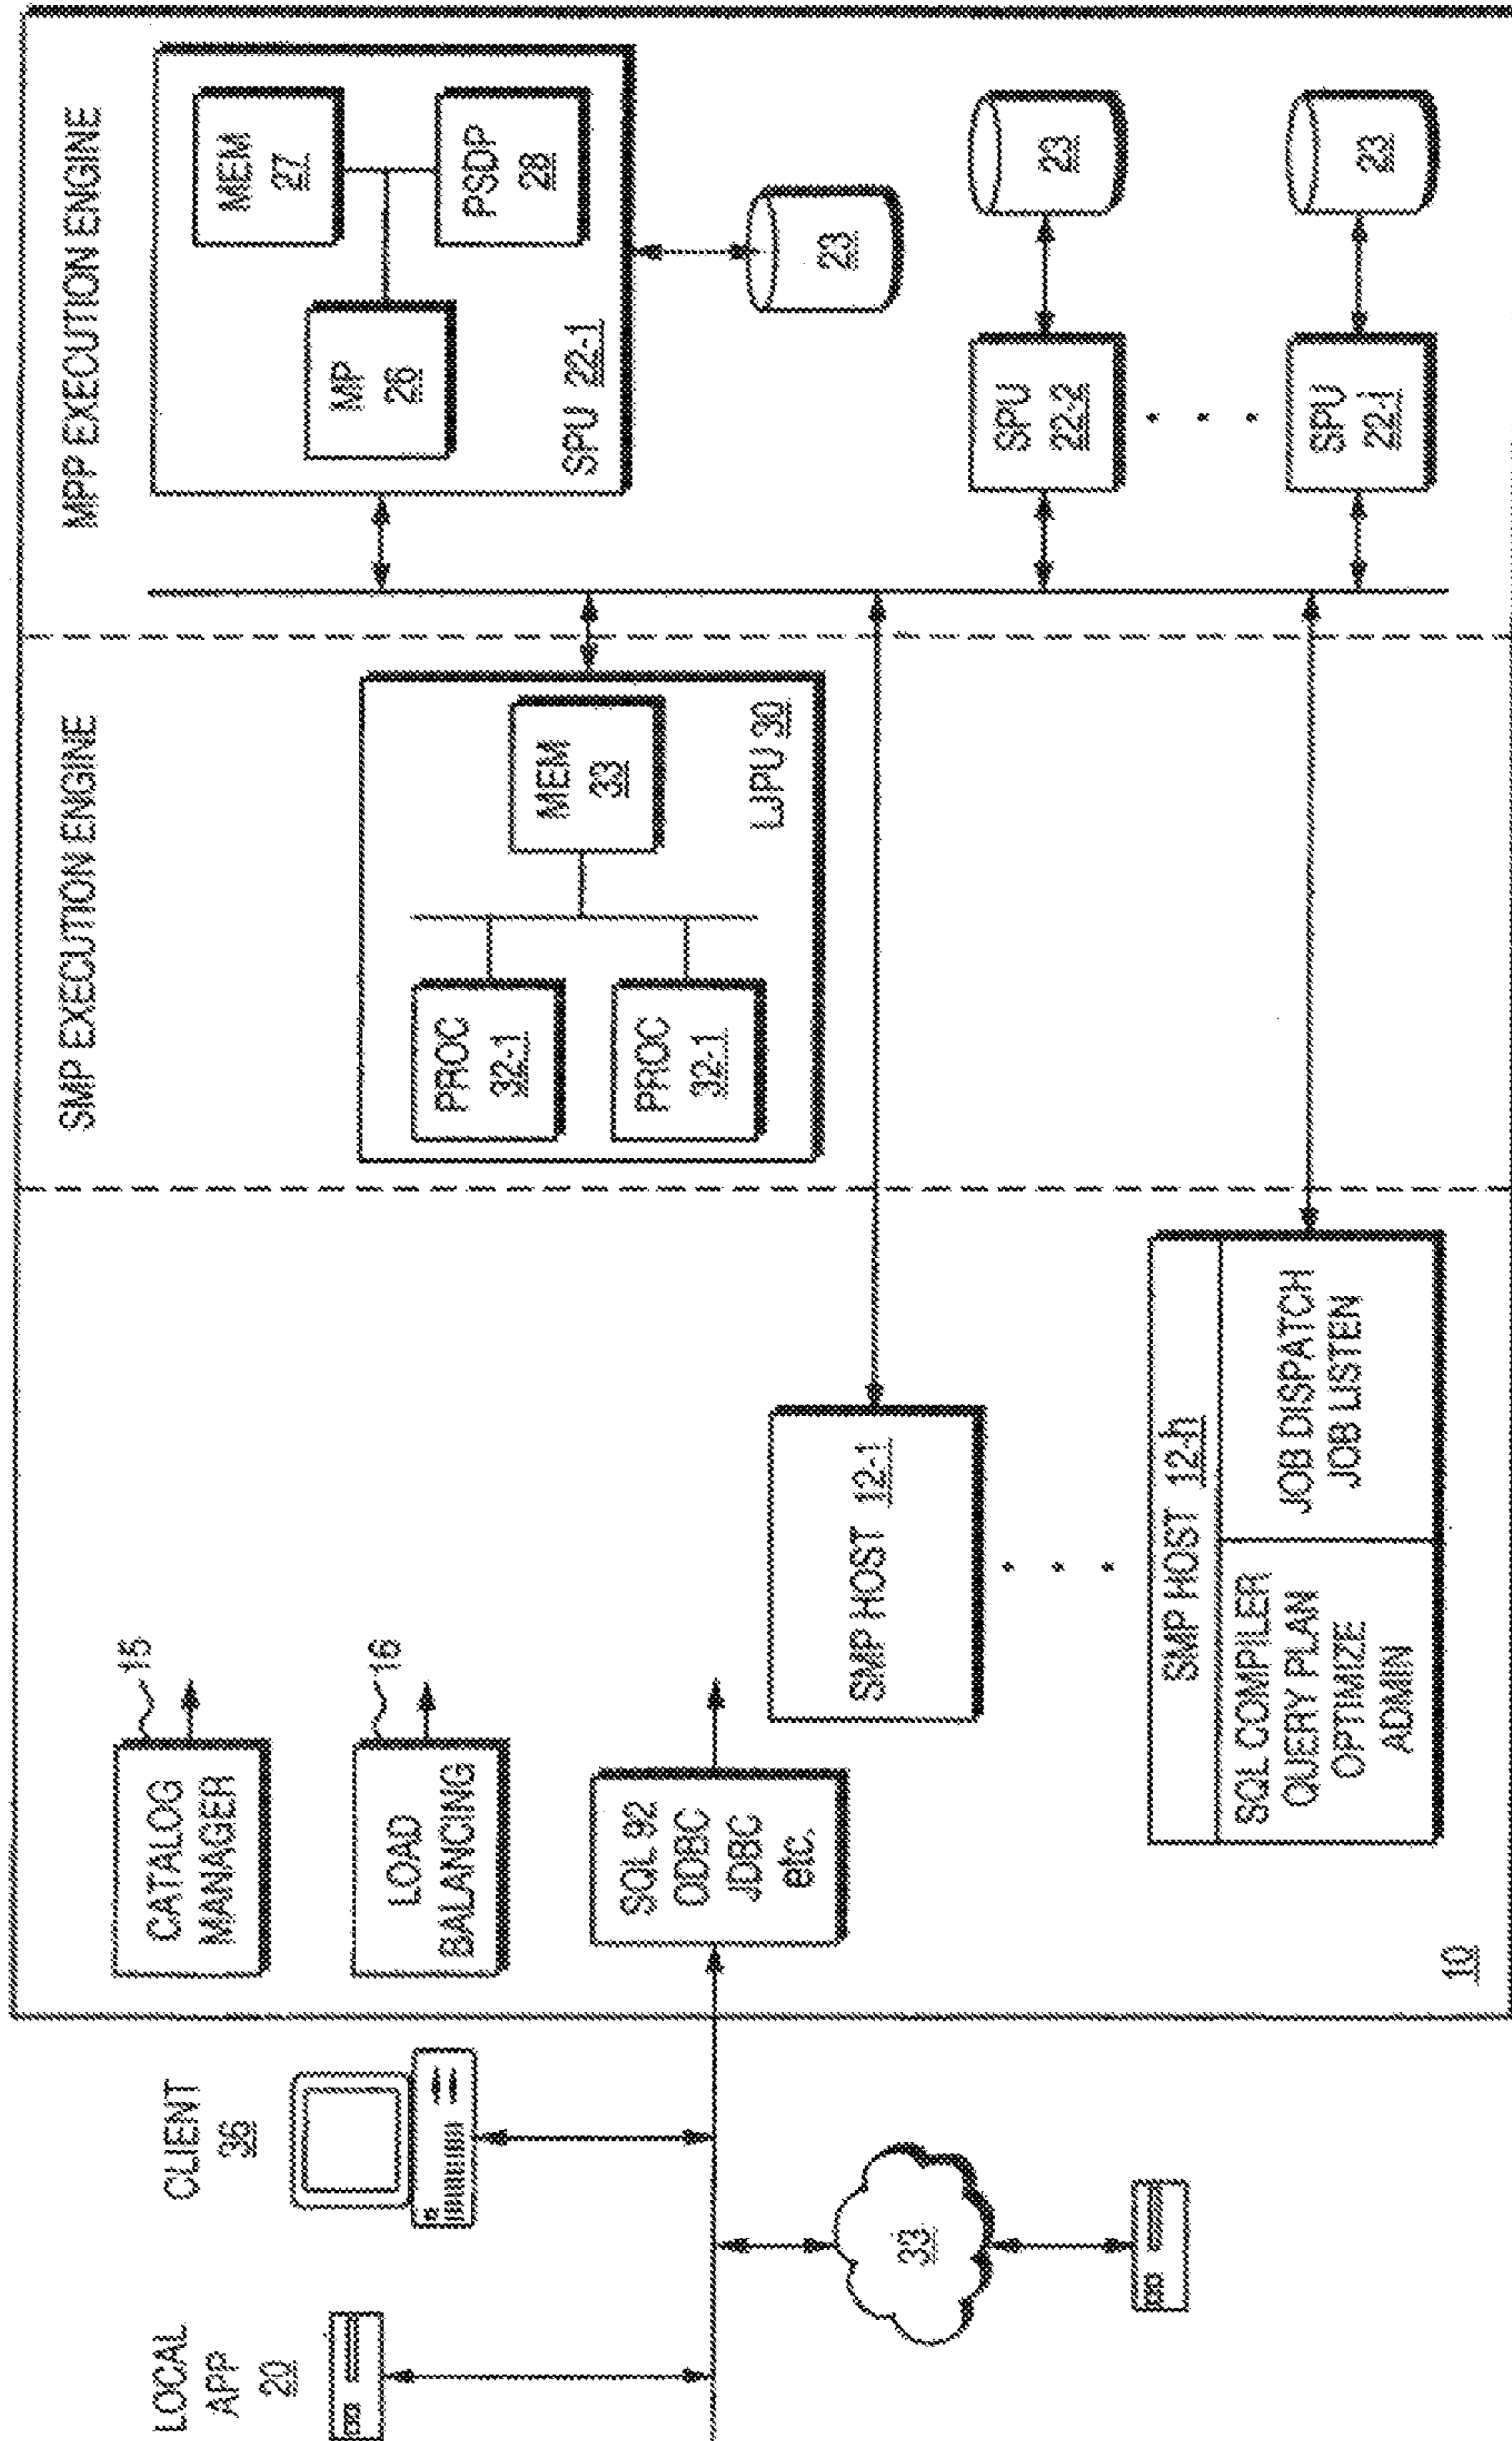 LOCAL
APP
20
CLIENT
36
33
CATALOG
MANAGER
15
LOAD
BALANCING
16
SQL 92
ODBC
JDBC
etc.
SMP HOST 12-1
SMP HOST 12-h
SQL COMPILER
QUERY PLAN
OPTIMIZE
ADMIN
JOB DISPATCH
JOB LISTEN
10
SMP EXECUTION ENGINE
PROC
32-1
PROC
32-1
MEM
33
LJPU 30
MPP EXECUTION ENGINE
MP
26
MEM
27
PSDP
28
SPU 22-1
23
SPU
22-2
23
SPU
22-i
23